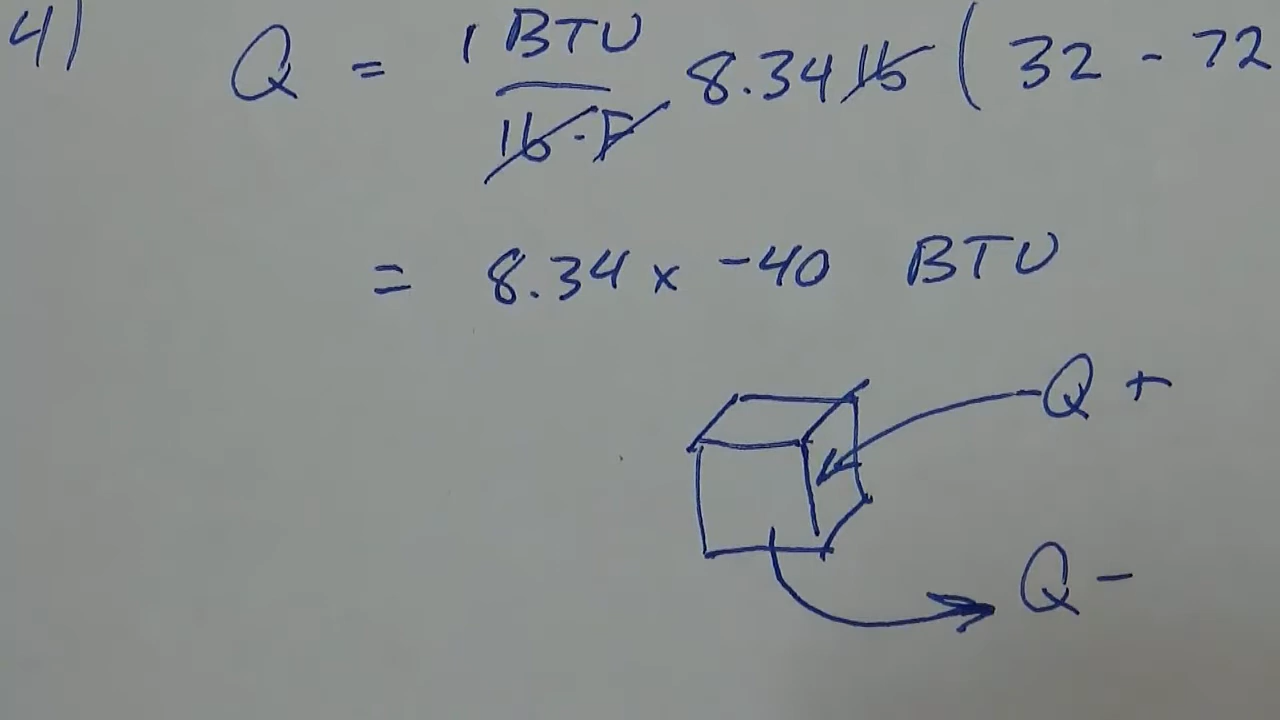 4) Q = 1 BTU / lb·F 8.34 lb (32 - 72
= 8.34 x -40 BTU
Q +
Q -